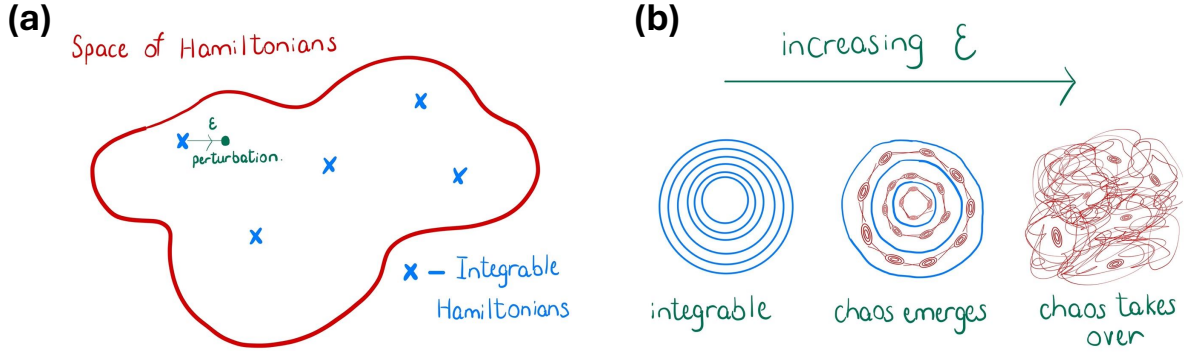 (a)
Space of Hamiltonians
ε
perturbation.
x – Integrable
Hamiltonians
(b)
increasing ε
integrable
chaos emerges
chaos takes
over